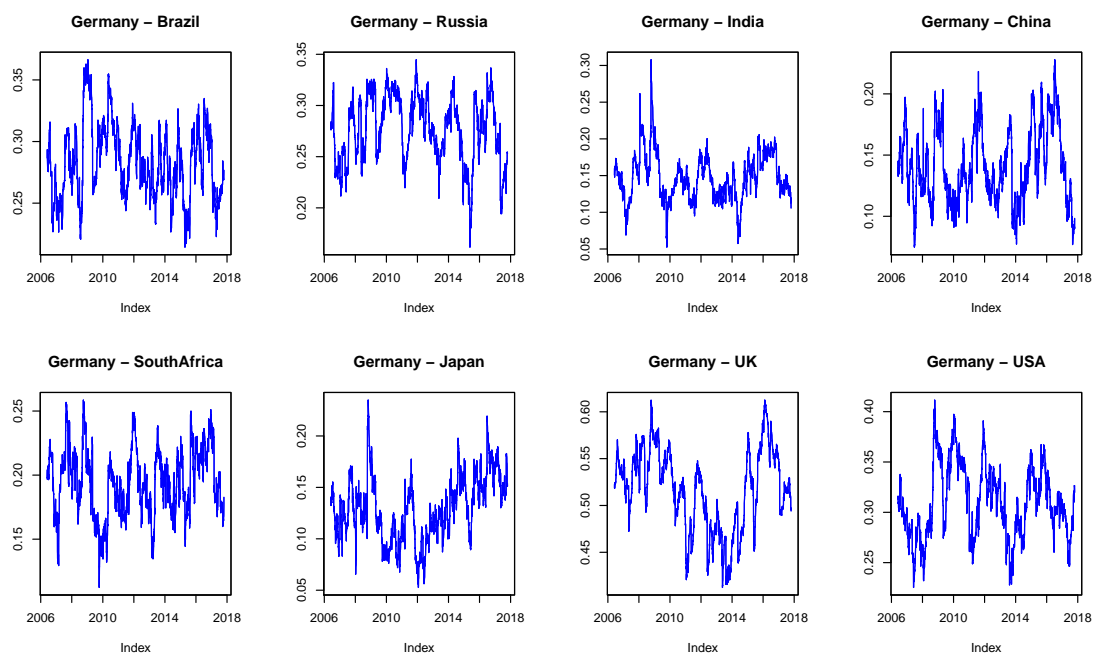 Germany − Brazil
0.35
0.30
0.25
2006 2010 2014 2018
Index
Germany − Russia
0.35
0.30
0.25
0.20
2006 2010 2014 2018
Index
Germany − India
0.30
0.25
0.20
0.15
0.10
0.05
2006 2010 2014 2018
Index
Germany − China
0.20
0.15
0.10
2006 2010 2014 2018
Index
Germany − SouthAfrica
0.25
0.20
0.15
2006 2010 2014 2018
Index
Germany − Japan
0.20
0.15
0.10
0.05
2006 2010 2014 2018
Index
Germany − UK
0.60
0.55
0.50
0.45
2006 2010 2014 2018
Index
Germany − USA
0.40
0.35
0.30
0.25
2006 2010 2014 2018
Index